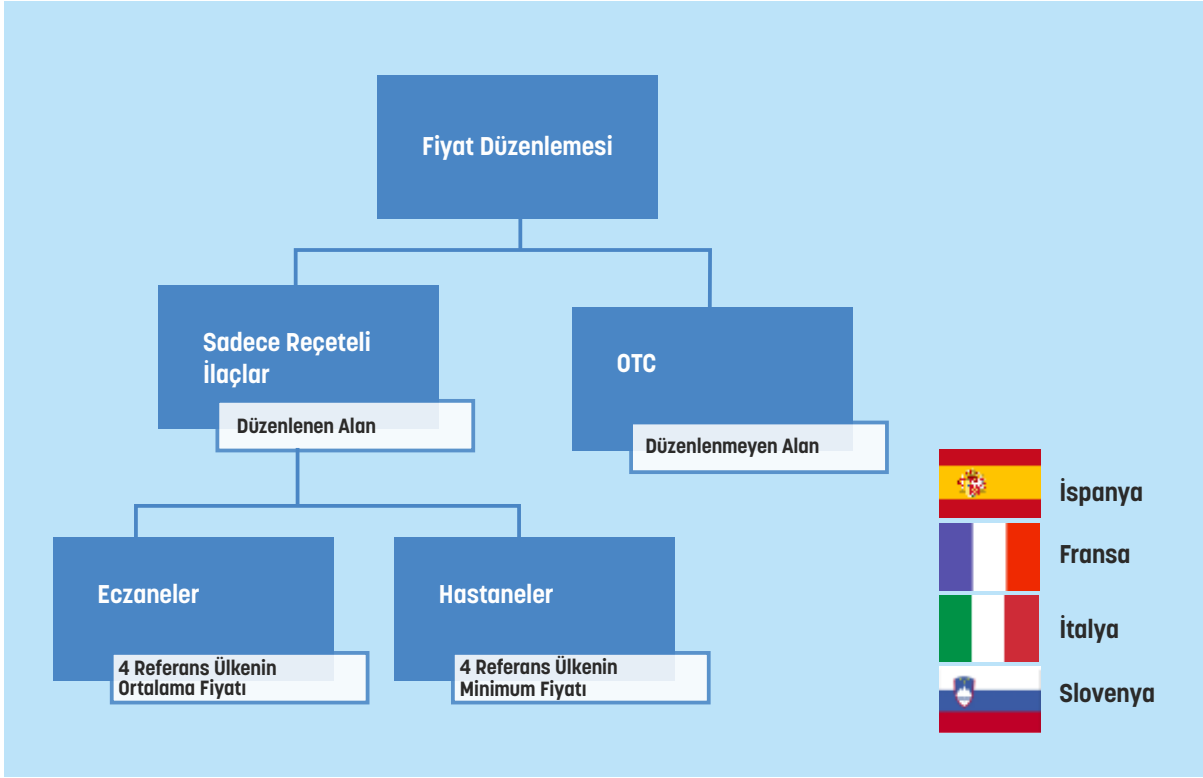 Fiyat Düzenlemesi
Sadece Reçeteli
İlaçlar
Düzenlenen Alan
OTC
Düzenlenmeyen Alan
Eczaneler
4 Referans Ülkenin
Ortalama Fiyatı
Hastaneler
4 Referans Ülkenin
Minimum Fiyatı
İspanya
Fransa
İtalya
Slovenya